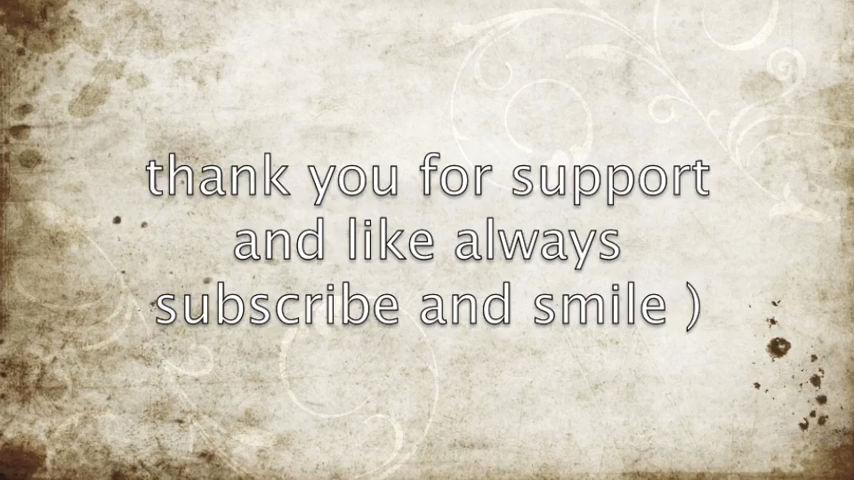 thank you for support
and like always
subscribe and smile )